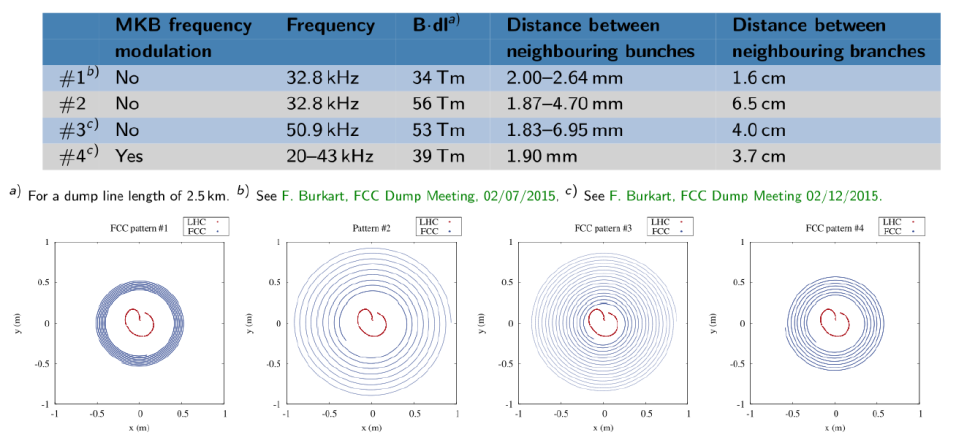 MKB frequency modulation Frequency B·dl a) Distance between neighbouring bunches Distance between neighbouring branches
#1 b) No 32.8 kHz 34 Tm 2.00–2.64 mm 1.6 cm
#2 No 32.8 kHz 56 Tm 1.87–4.70 mm 6.5 cm
#3 c) No 50.9 kHz 53 Tm 1.83–6.95 mm 4.0 cm
#4 c) Yes 20–43 kHz 39 Tm 1.90 mm 3.7 cm
a) For a dump line length of 2.5 km. b) See F. Burkart, FCC Dump Meeting, 02/07/2015, c) See F. Burkart, FCC Dump Meeting 02/12/2015.
FCC pattern #1
LHC
FCC
1
0.5
0
-0.5
-1
y (m)
-1 -0.5 0 0.5 1
x (m)
Pattern #2
LHC
FCC
1
0.5
0
-0.5
-1
y (m)
-1 -0.5 0 0.5 1
x (m)
FCC pattern #3
LHC
FCC
1
0.5
0
-0.5
-1
y (m)
-1 -0.5 0 0.5 1
x (m)
FCC pattern #4
LHC
FCC
1
0.5
0
-0.5
-1
y (m)
-1 -0.5 0 0.5 1
x (m)